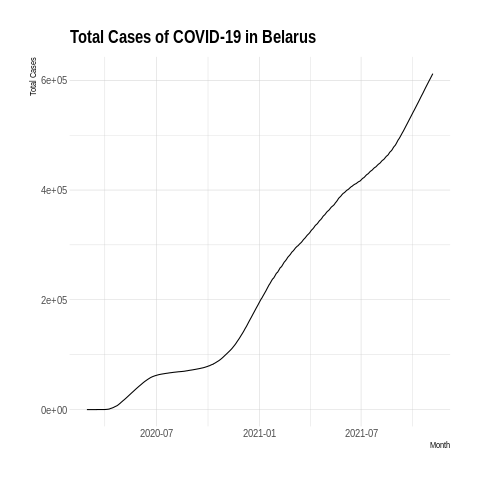 Total Cases of COVID-19 in Belarus
Total Cases
6e+05
4e+05
2e+05
0e+00
2020-07 2021-01 2021-07
Month